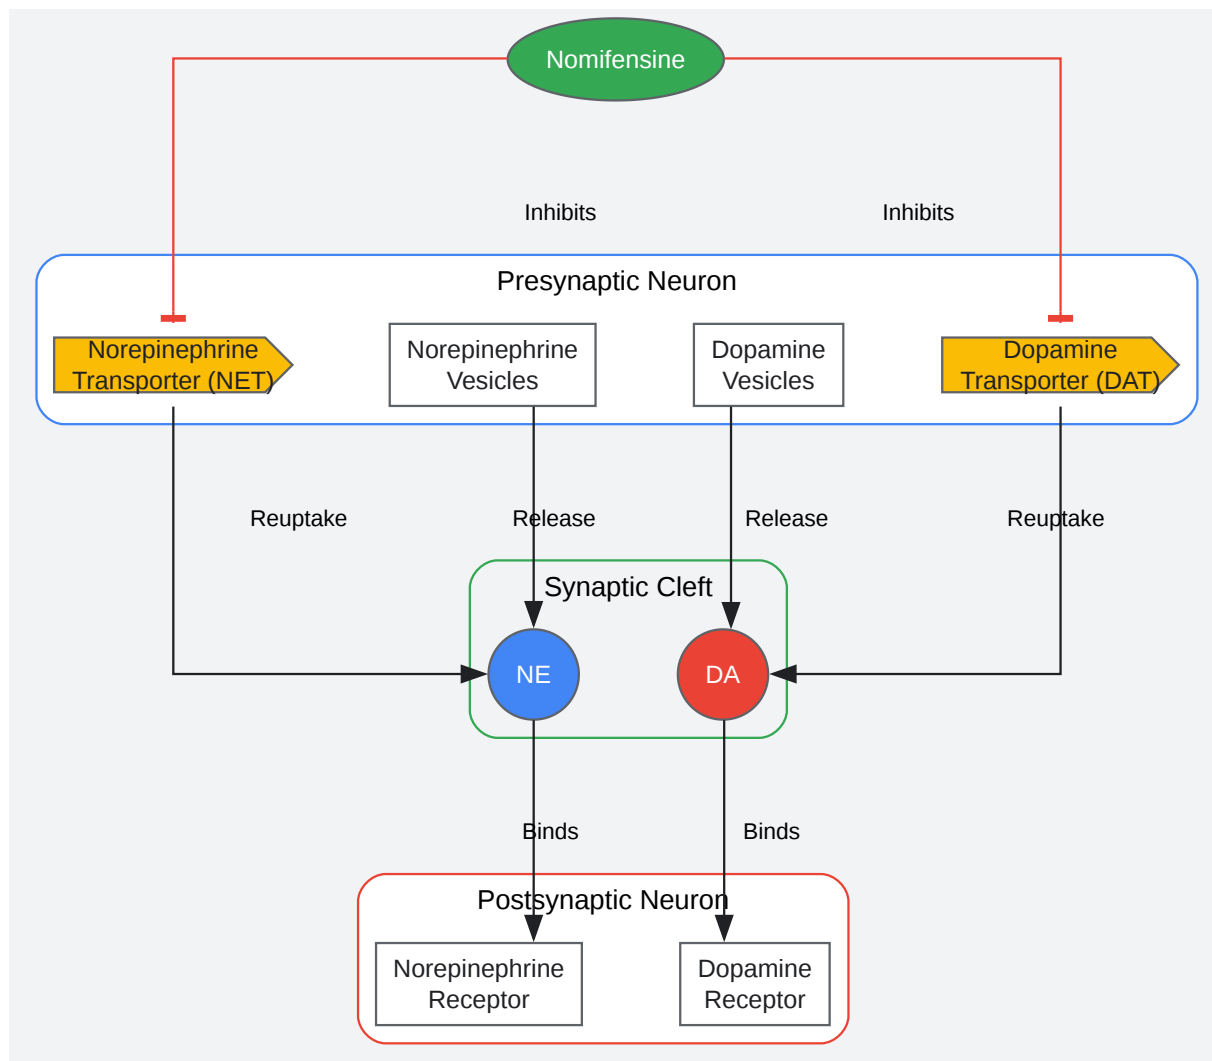 Nomifensine
Inhibits
Inhibits
Presynaptic Neuron
Norepinephrine
Transporter (NET)
Norepinephrine
Vesicles
Dopamine
Vesicles
Dopamine
Transporter (DAT)
Reuptake
Release
Release
Reuptake
Synaptic Cleft
NE
DA
Binds
Binds
Postsynaptic Neuron
Norepinephrine
Receptor
Dopamine
Receptor